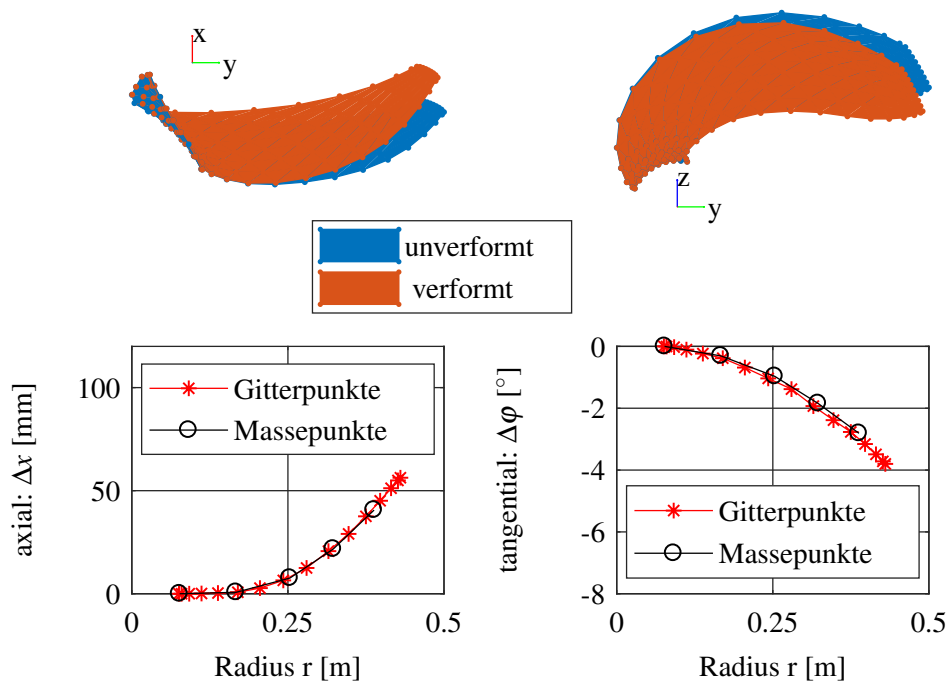 x
y
z
y
unverformt
verformt
axial: Δx [mm]
100
50
0
Gitterpunkte
Massepunkte
0
0.25
0.5
Radius r [m]
tangential: Δφ [°]
0
-2
-4
-6
-8
Gitterpunkte
Massepunkte
0
0.25
0.5
Radius r [m]